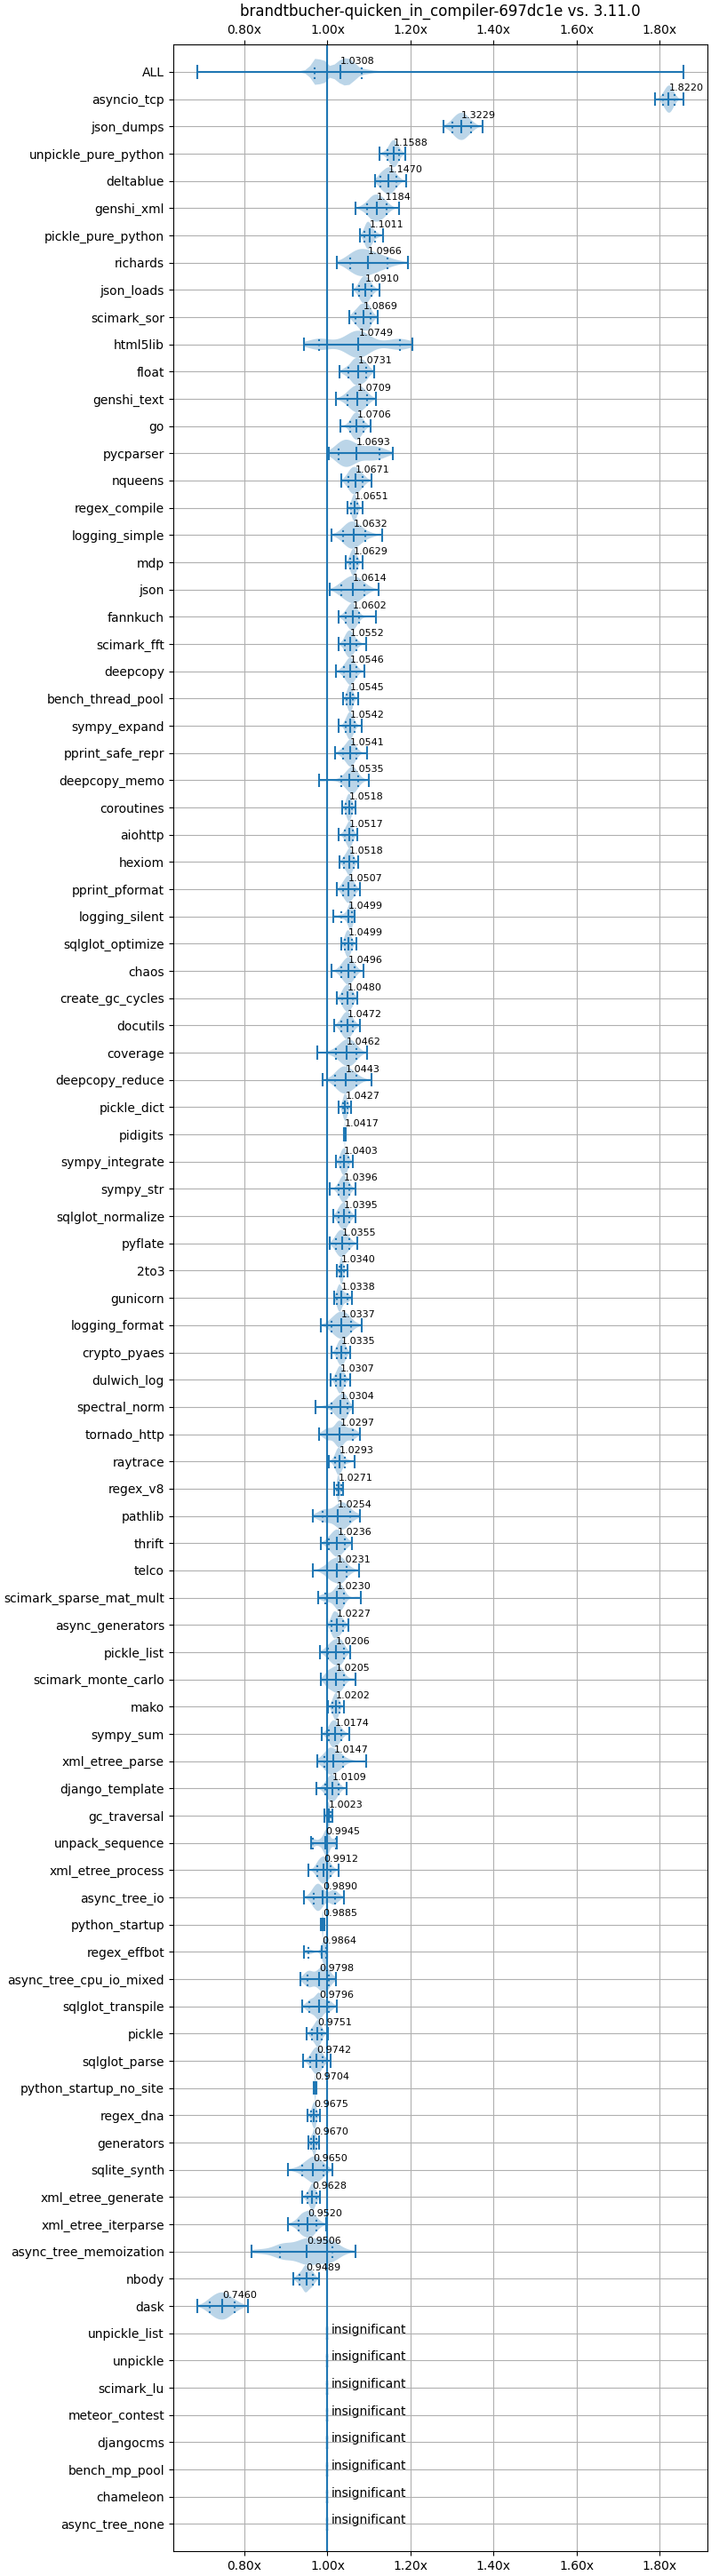 brandtbucher-quicken_in_compiler-697dc1e vs. 3.11.0
0.80x 1.00x 1.20x 1.40x 1.60x 1.80x
ALL 1.0308
asyncio_tcp 1.8220
json_dumps 1.3229
unpickle_pure_python 1.1588
deltablue 1.1470
genshi_xml 1.1184
pickle_pure_python 1.1011
richards 1.0966
json_loads 1.0910
scimark_sor 1.0869
html5lib 1.0749
float 1.0731
genshi_text 1.0709
go 1.0706
pycparser 1.0693
nqueens 1.0671
regex_compile 1.0651
logging_simple 1.0632
mdp 1.0629
json 1.0614
fannkuch 1.0602
scimark_fft 1.0552
deepcopy 1.0546
bench_thread_pool 1.0545
sympy_expand 1.0542
pprint_safe_repr 1.0541
deepcopy_memo 1.0535
coroutines 1.0518
aiohttp 1.0517
hexiom 1.0518
pprint_pformat 1.0507
logging_silent 1.0499
sqlglot_optimize 1.0499
chaos 1.0496
create_gc_cycles 1.0480
docutils 1.0472
coverage 1.0462
deepcopy_reduce 1.0443
pickle_dict 1.0427
pidigits 1.0417
sympy_integrate 1.0403
sympy_str 1.0396
sqlglot_normalize 1.0395
pyflate 1.0355
2to3 1.0340
gunicorn 1.0338
logging_format 1.0337
crypto_pyaes 1.0335
dulwich_log 1.0307
spectral_norm 1.0304
tornado_http 1.0297
raytrace 1.0293
regex_v8 1.0271
pathlib 1.0254
thrift 1.0236
telco 1.0231
scimark_sparse_mat_mult 1.0230
async_generators 1.0227
pickle_list 1.0206
scimark_monte_carlo 1.0205
mako 1.0202
sympy_sum 1.0174
xml_etree_parse 1.0147
django_template 1.0109
gc_traversal 1.0023
unpack_sequence 0.9945
xml_etree_process 0.9912
async_tree_io 0.9890
python_startup 0.9885
regex_effbot 0.9864
async_tree_cpu_io_mixed 0.9798
sqlglot_transpile 0.9796
pickle 0.9751
sqlglot_parse 0.9742
python_startup_no_site 0.9704
regex_dna 0.9675
generators 0.9670
sqlite_synth 0.9650
xml_etree_generate 0.9628
xml_etree_iterparse 0.9520
async_tree_memoization 0.9506
nbody 0.9489
dask 0.7460
unpickle_list insignificant
unpickle insignificant
scimark_lu insignificant
meteor_contest insignificant
djangocms insignificant
bench_mp_pool insignificant
chameleon insignificant
async_tree_none insignificant
0.80x 1.00x 1.20x 1.40x 1.60x 1.80x